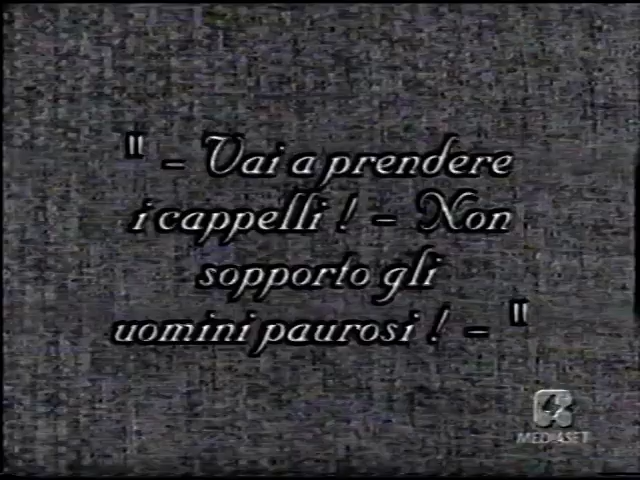 " – Vai a prendere
i cappelli ! – Non
sopporto gli
uomini paurosi ! – "
MEDIASET